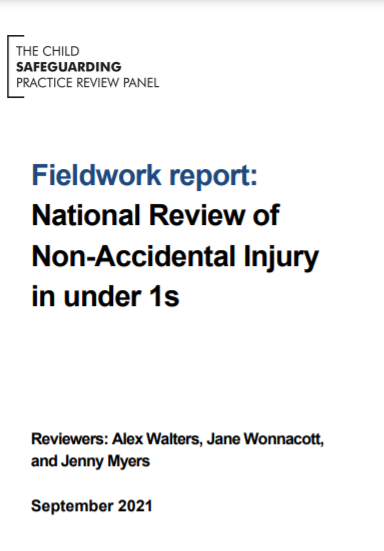 THE CHILD
SAFEGUARDING
PRACTICE REVIEW PANEL
Fieldwork report:
National Review of
Non-Accidental Injury
in under 1s
Reviewers: Alex Walters, Jane Wonnacott,
and Jenny Myers
September 2021